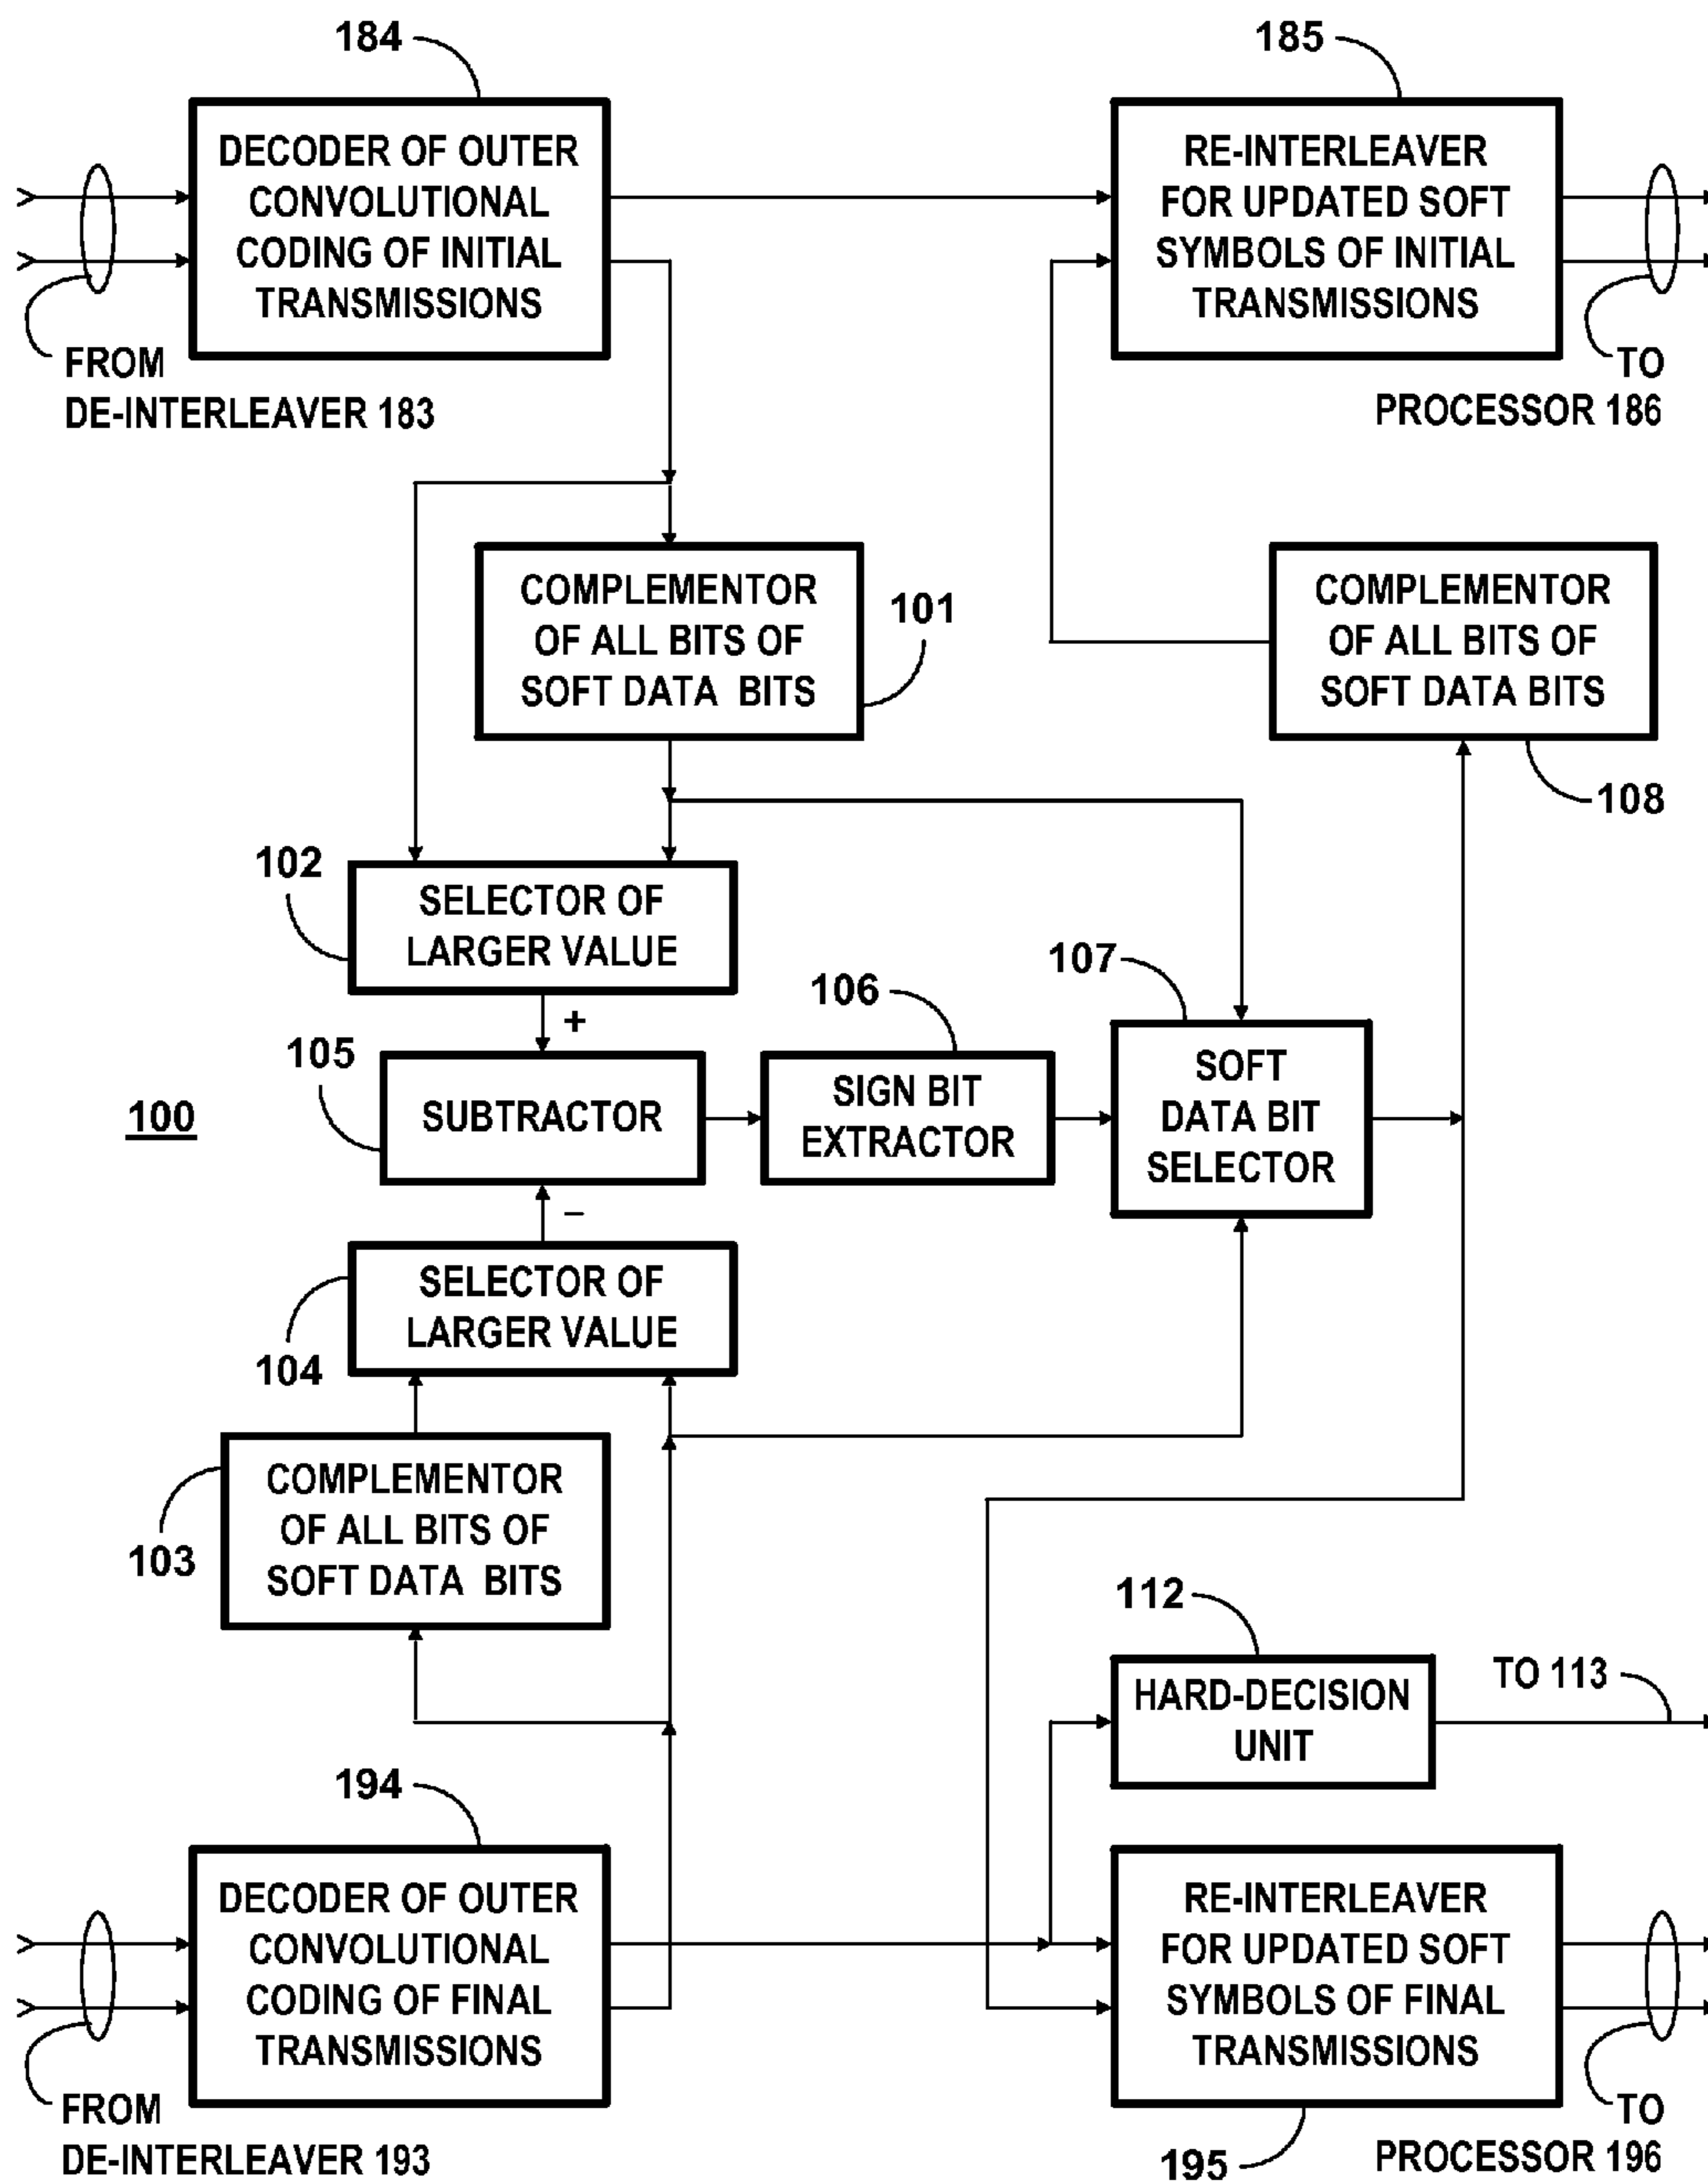 184
185
DECODER OF OUTER
CONVOLUTIONAL
CODING OF INITIAL
TRANSMISSIONS
RE-INTERLEAVER
FOR UPDATED SOFT
SYMBOLS OF INITIAL
TRANSMISSIONS
FROM
DE-INTERLEAVER 183
TO
PROCESSOR 186
COMPLEMENTOR
OF ALL BITS OF
SOFT DATA BITS
101
COMPLEMENTOR
OF ALL BITS OF
SOFT DATA BITS
108
102
SELECTOR OF
LARGER VALUE
+
105
SUBTRACTOR
106
SIGN BIT
EXTRACTOR
107
SOFT
DATA BIT
SELECTOR
100
–
SELECTOR OF
LARGER VALUE
104
COMPLEMENTOR
OF ALL BITS OF
SOFT DATA BITS
103
112
HARD-DECISION
UNIT
TO 113
194
DECODER OF OUTER
CONVOLUTIONAL
CODING OF FINAL
TRANSMISSIONS
RE-INTERLEAVER
FOR UPDATED SOFT
SYMBOLS OF FINAL
TRANSMISSIONS
FROM
DE-INTERLEAVER 193
195
TO
PROCESSOR 196